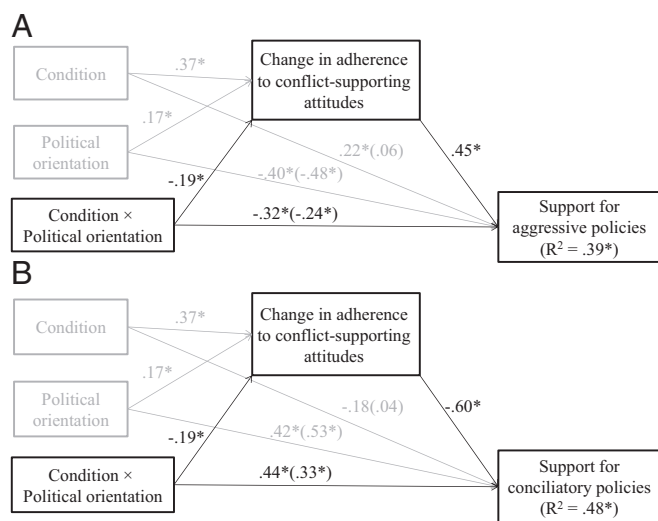 A
Condition
Political
orientation
Condition ×
Political orientation
Change in adherence
to conflict-supporting
attitudes
Support for
aggressive policies
(R² = .39*)
.37*
.17*
-.19*
.22*(.06)
-.40*(-.48*)
-.32*(-.24*)
.45*
B
Condition
Political
orientation
Condition ×
Political orientation
Change in adherence
to conflict-supporting
attitudes
Support for
conciliatory policies
(R² = .48*)
.37*
.17*
-.19*
-.18(.04)
.42*(.53*)
.44*(.33*)
-.60*